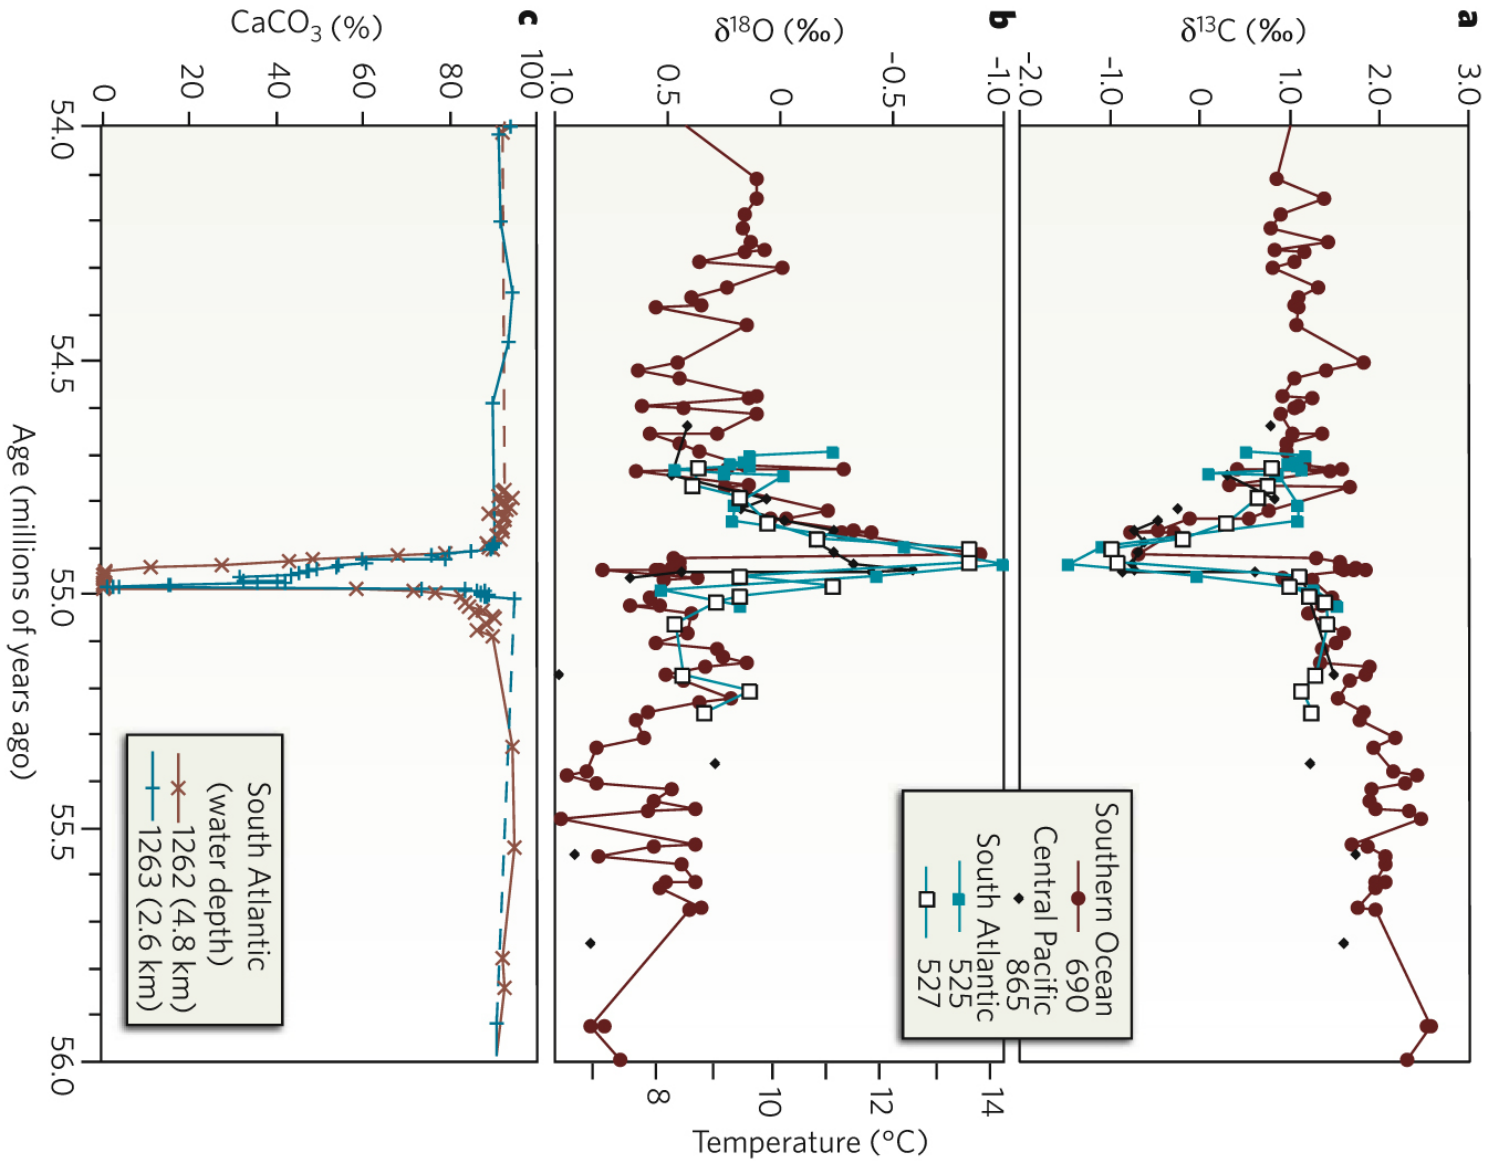 a
δ¹³C (‰)
3.0
2.0
1.0
0
-1.0
-2.0
Southern Ocean
690
Central Pacific
865
South Atlantic
525
527
b
δ¹⁸O (‰)
-1.0
-0.5
0
0.5
1.0
14
12
10
8
Temperature (°C)
c
CaCO₃ (%)
100
80
60
40
20
0
South Atlantic
(water depth)
1262 (4.8 km)
1263 (2.6 km)
54.0
54.5
55.0
55.5
56.0
Age (millions of years ago)